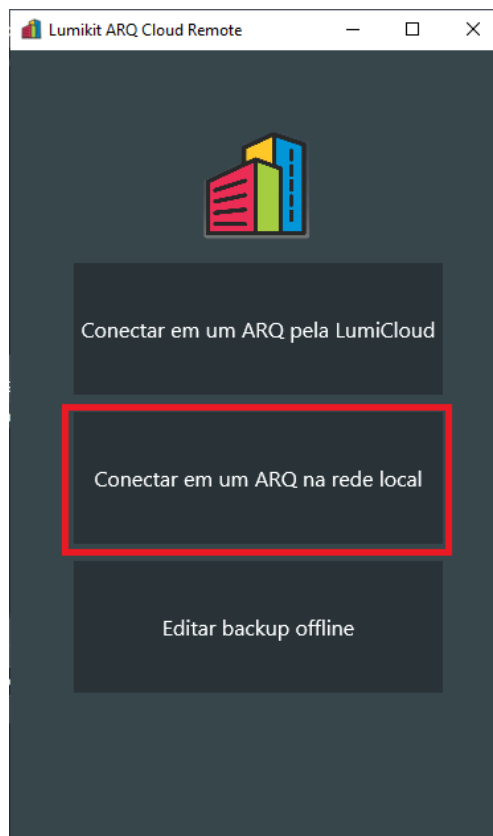 Lumikit ARQ Cloud Remote
Conectar em um ARQ pela LumiCloud
Conectar em um ARQ na rede local
Editar backup offline